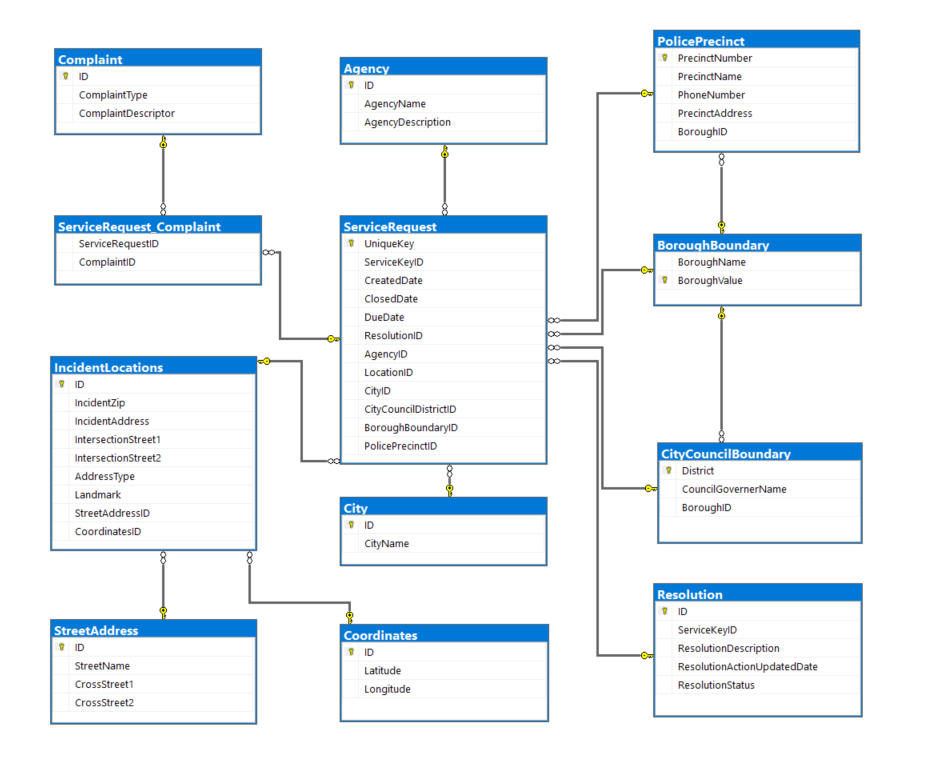 Complaint
ID
ComplaintType
ComplaintDescriptor
Agency
ID
AgencyName
AgencyDescription
PolicePrecinct
PrecinctNumber
PrecinctName
PhoneNumber
PrecinctAddress
BoroughID
ServiceRequest_Complaint
ServiceRequestID
ComplaintID
ServiceRequest
UniqueKey
ServiceKeyID
CreatedDate
ClosedDate
DueDate
ResolutionID
AgencyID
LocationID
CityID
CityCouncilDistrictID
BoroughBoundaryID
PolicePrecinctID
BoroughBoundary
BoroughName
BoroughValue
IncidentLocations
ID
IncidentZip
IncidentAddress
IntersectionStreet1
IntersectionStreet2
AddressType
Landmark
StreetAddressID
CoordinatesID
City
ID
CityName
CityCouncilBoundary
District
CouncilGovernerName
BoroughID
StreetAddress
ID
StreetName
CrossStreet1
CrossStreet2
Coordinates
ID
Latitude
Longitude
Resolution
ID
ServiceKeyID
ResolutionDescription
ResolutionActionUpdatedDate
ResolutionStatus